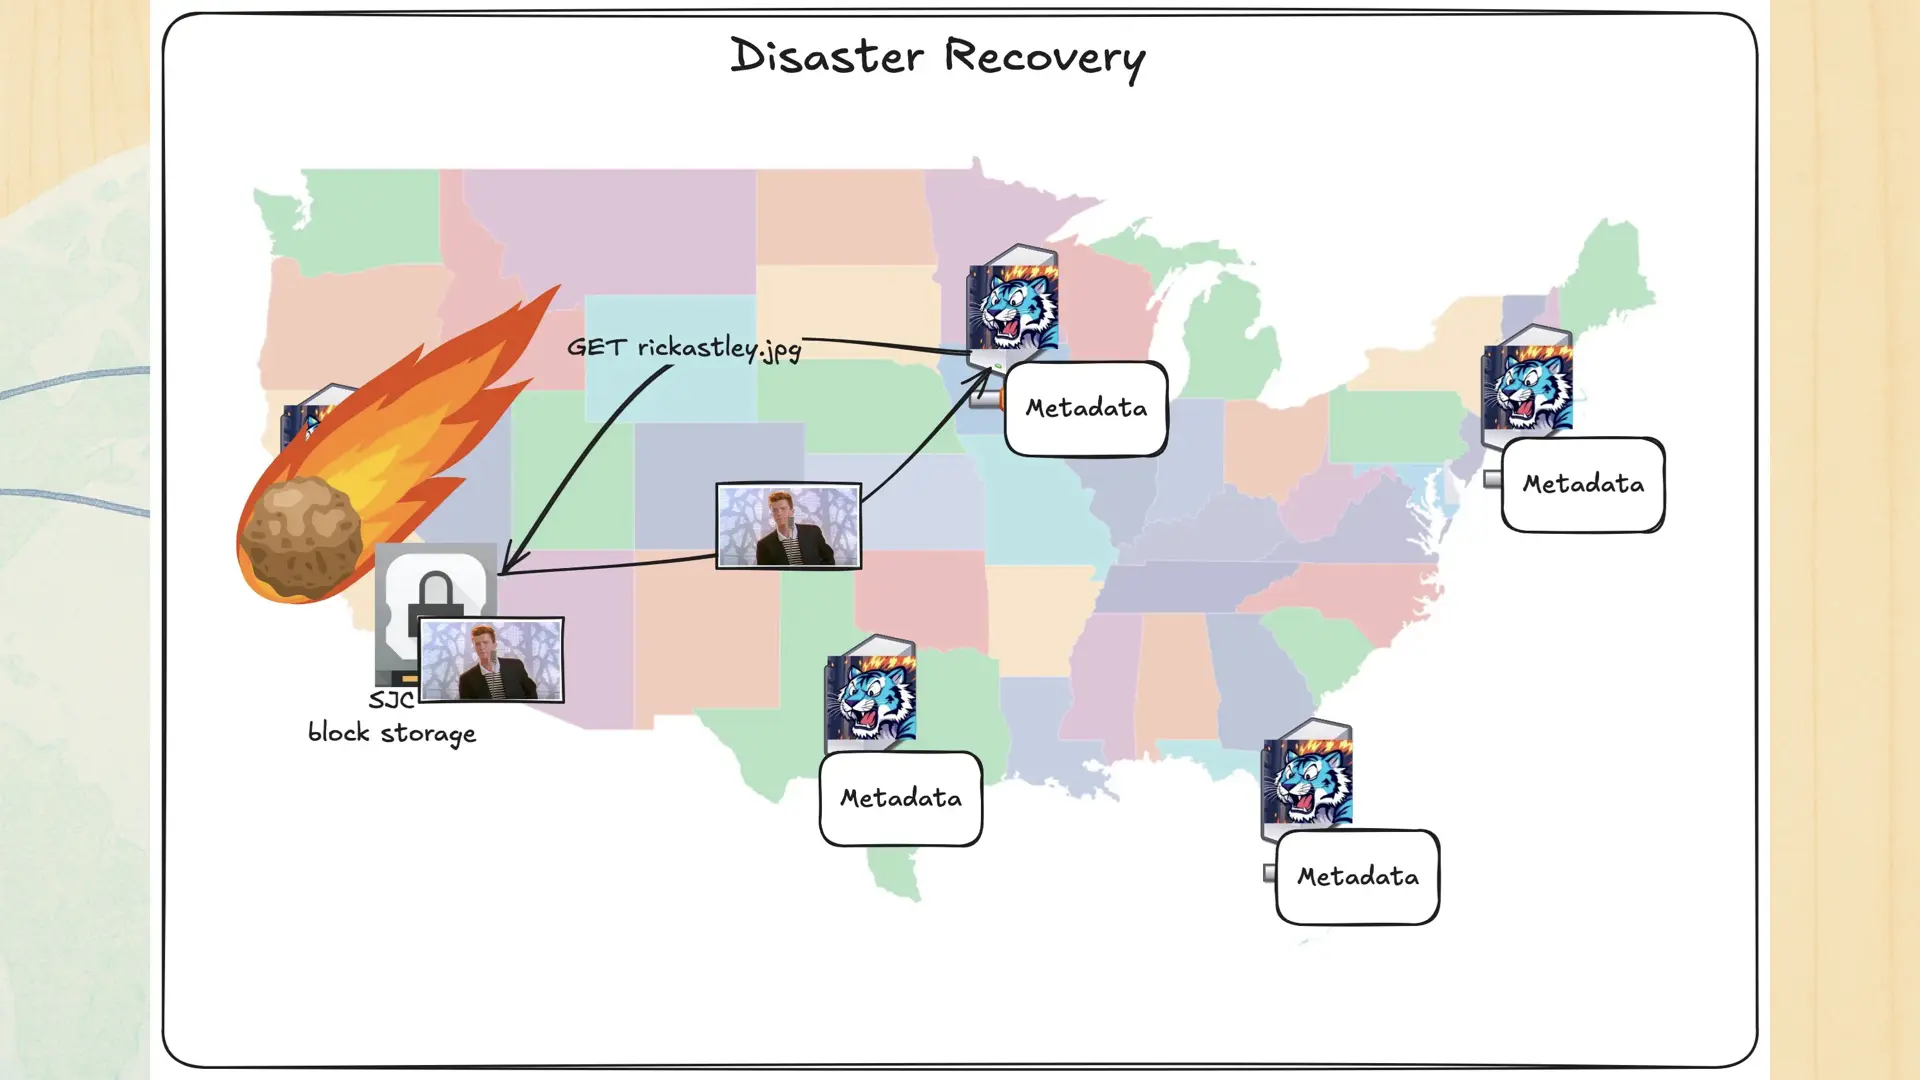 Disaster Recovery
GET rickastley.jpg
Metadata
Metadata
SJC
block storage
Metadata
Metadata